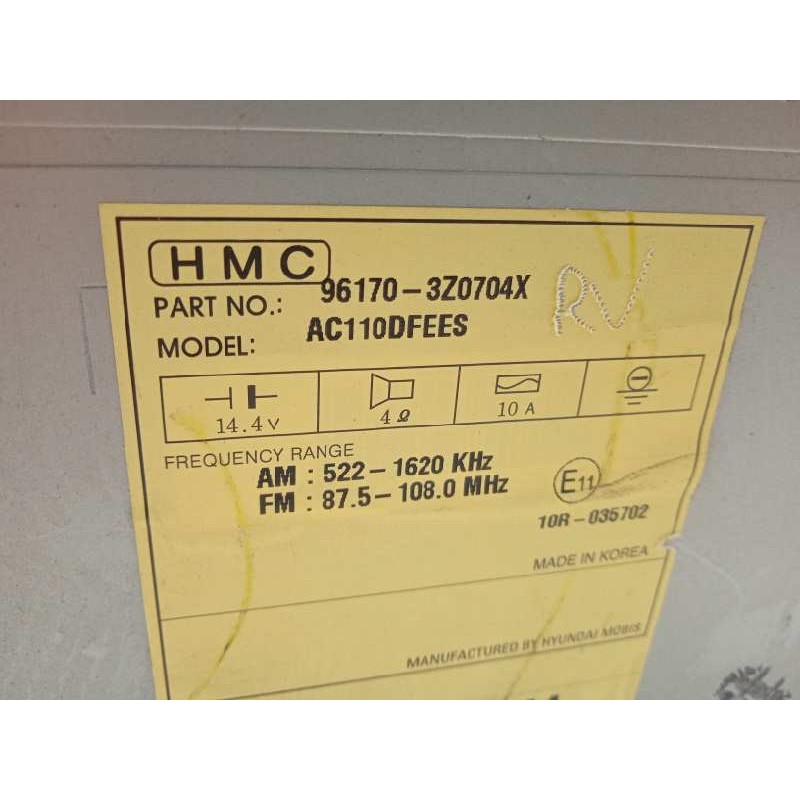 HMC
PART NO.: 96170-3Z0704X
MODEL: AC110DFEES
14.4V 4Ω 10A
FREQUENCY RANGE
AM : 522-1620 KHz
FM : 87.5-108.0 MHz
E11
10R-035702
MADE IN KOREA
MANUFACTURED BY HYUNDAI MOBIS
RV